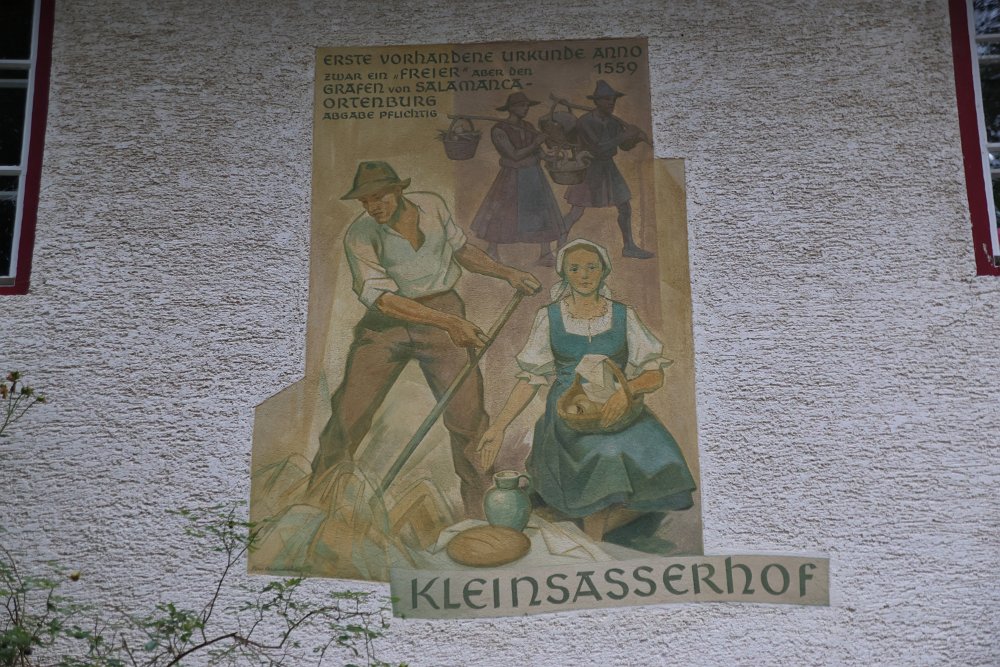 ERSTE VORHANDENE URKUNDE ANNO
1559
ZWAR EIN „FREIER" ABER DEN
GRAFEN von SALAMANCA-
ORTENBURG
ABGABE PFLICHTIG
KLEINSASSERHOF